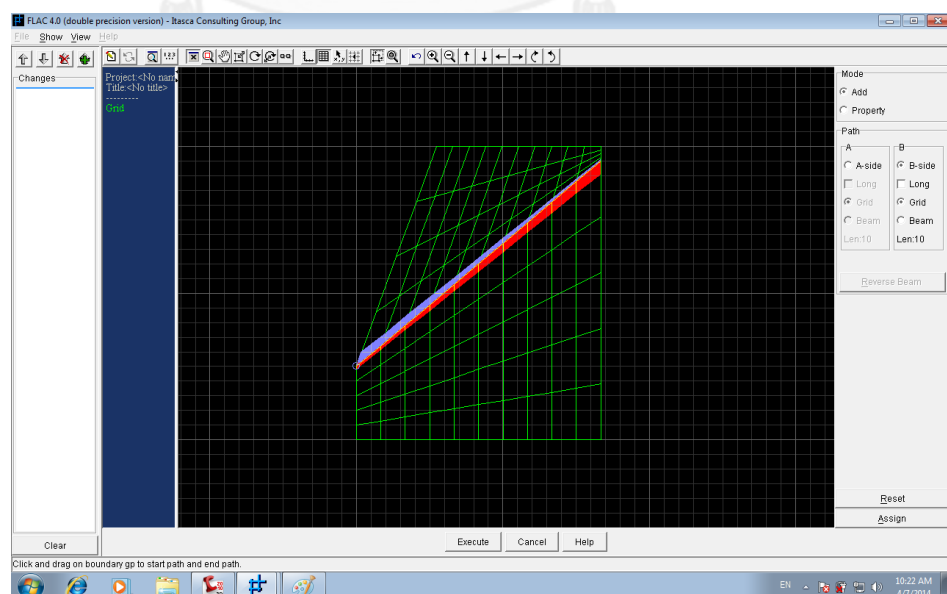 FLAC 4.0 (double precision version) - Itasca Consulting Group, Inc
File Show View Help
Changes
Project:<No nam
Title:<No title>
---------
Grid
Mode
Add
Property
Path
A
B
A-side
B-side
Long
Long
Grid
Grid
Beam
Beam
Len:10
Len:10
Reverse Beam
Reset
Assign
Clear
Execute
Cancel
Help
Click and drag on boundary gp to start path and end path.
EN
10:22 AM
4/7/2014